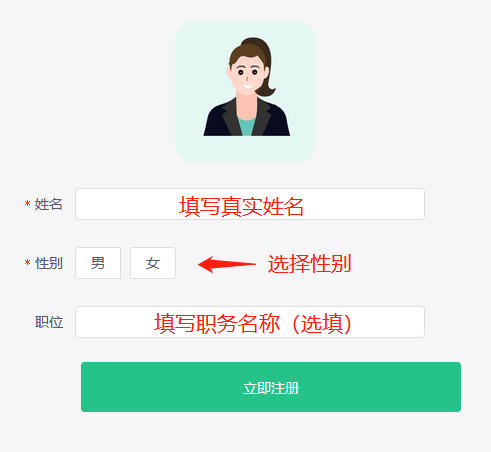 * 姓名 填写真实姓名
* 性别 男 女 选择性别
职位 填写职务名称（选填）
立即注册